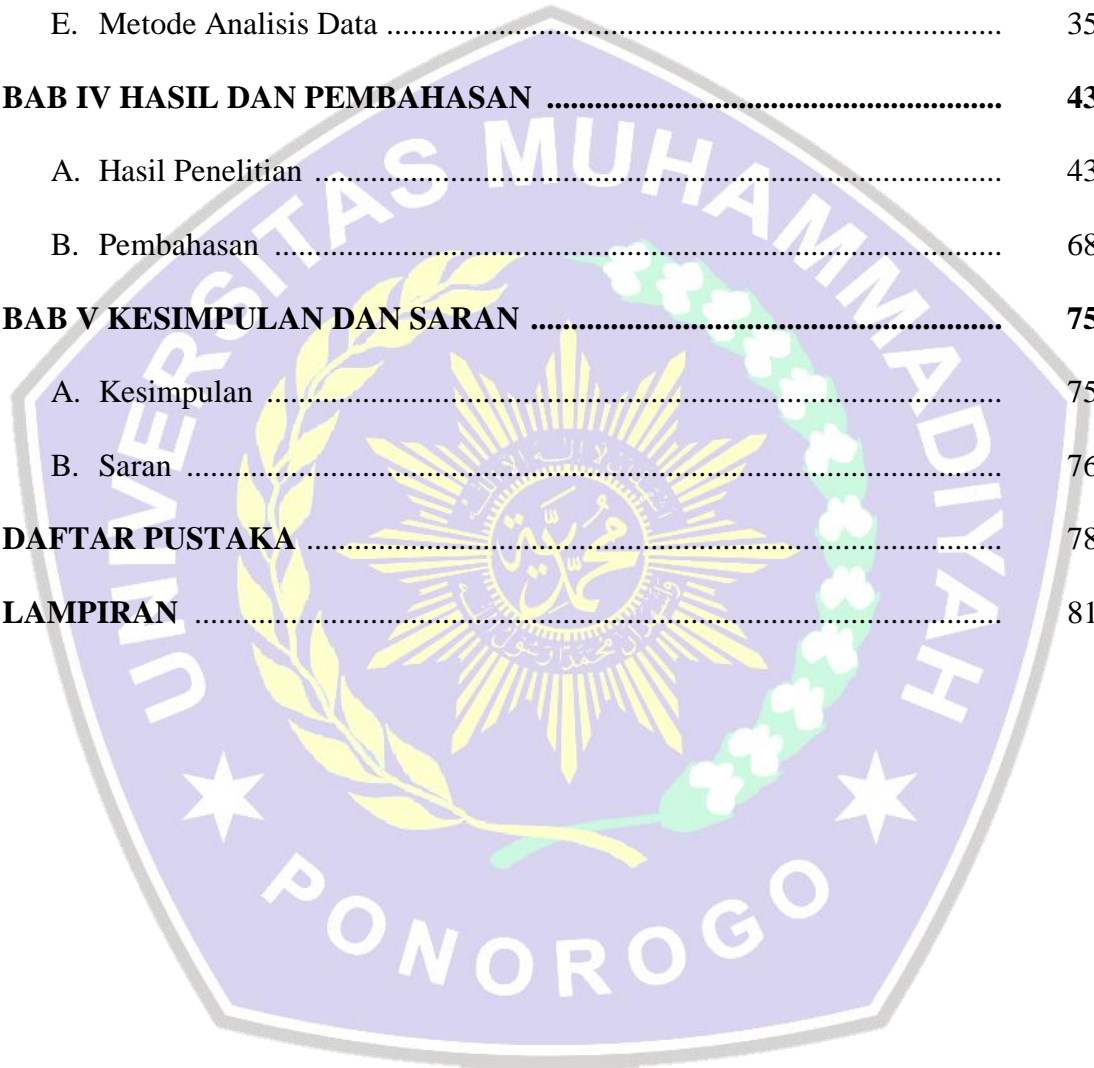 E. Metode Analisis Data ........................................................................ 35
BAB IV HASIL DAN PEMBAHASAN ........................................................ 43
A. Hasil Penelitian ................................................................................ 43
B. Pembahasan ..................................................................................... 68
BAB V KESIMPULAN DAN SARAN .......................................................... 75
A. Kesimpulan ...................................................................................... 75
B. Saran ................................................................................................ 76
DAFTAR PUSTAKA .................................................................................. 78
LAMPIRAN ............................................................................................... 81
UNIVERSITAS MUHAMMADIYAH
PONOROGO
محمدية